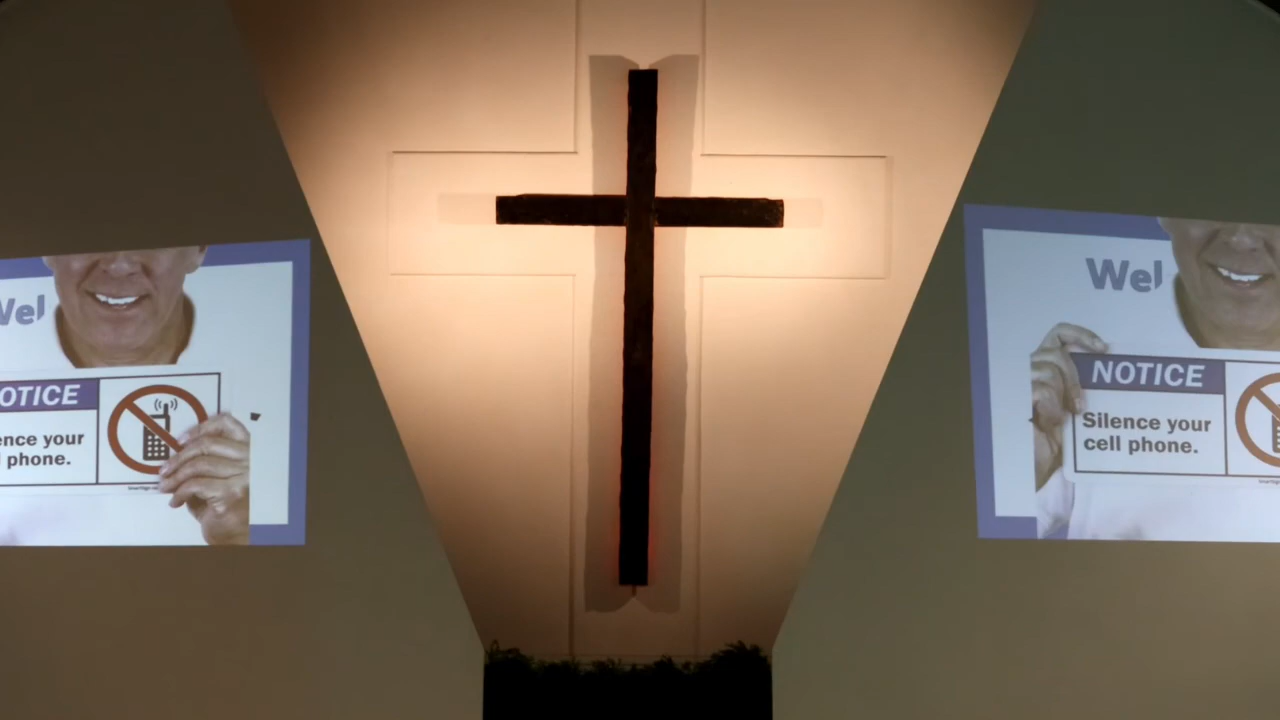 Wel
OTICE
ence your
phone.
Wel
NOTICE
Silence your
cell phone.